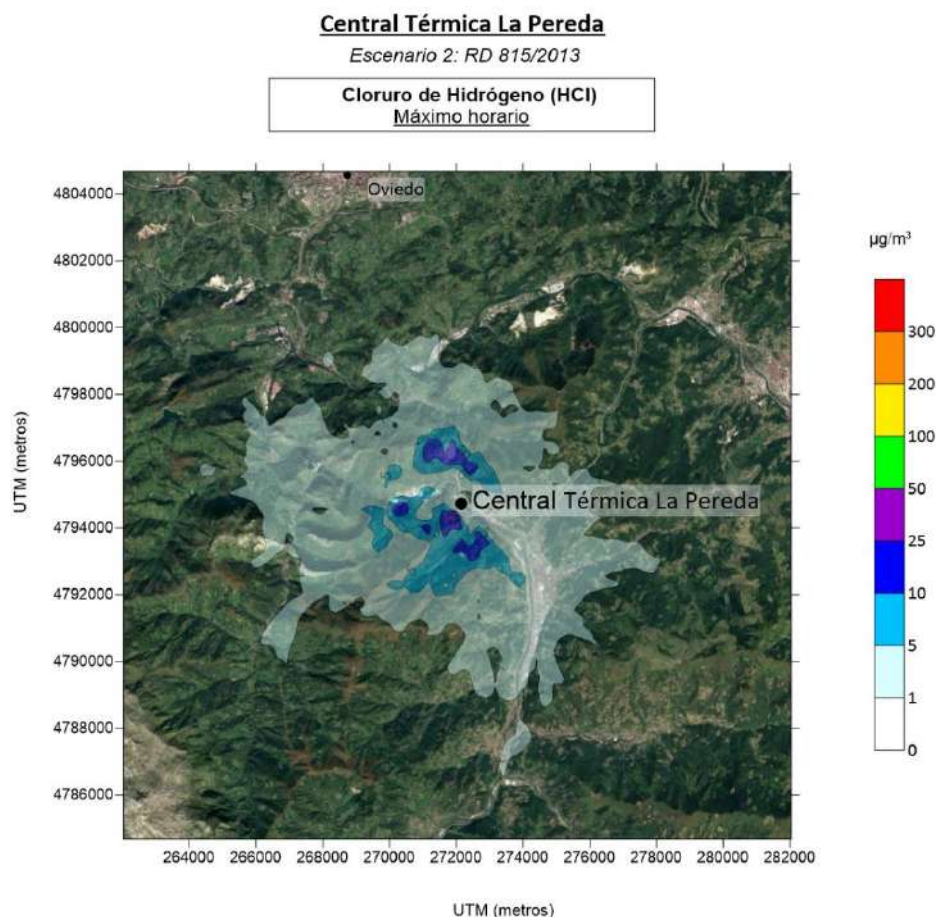 Central Térmica La Pereda
Escenario 2: RD 815/2013
Cloruro de Hidrógeno (HCl)
Máximo horario
4804000
4802000
4800000
4798000
4796000
4794000
4792000
4790000
4788000
4786000
UTM (metros)
Oviedo
Central Térmica La Pereda
264000 266000 268000 270000 272000 274000 276000 278000 280000 282000
UTM (metros)
µg/m³
300
200
100
50
25
10
5
1
0